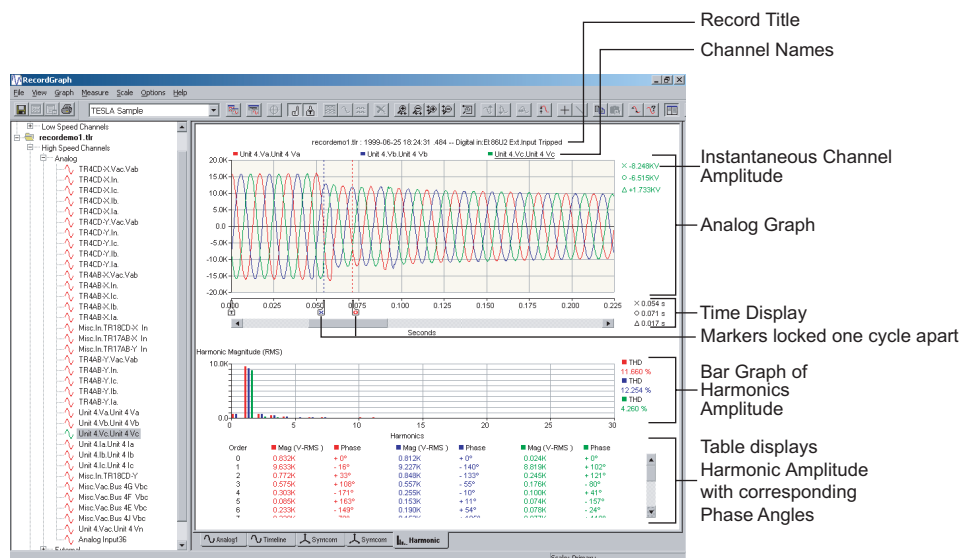 Record Title
Channel Names
RecordGraph
File View Graph Measure Scale Options Help
TESLA Sample
Low Speed Channels
recordemo1.tlr
High Speed Channels
Analog
TR4CD-X.Vac.Vab
TR4CD-X.In.
TR4CD-X.Ic.
TR4CD-X.Ib.
TR4CD-X.Ia.
TR4CD-Y.Vac.Vab
TR4CD-Y.In.
TR4CD-Y.Ic.
TR4CD-Y.Ib.
TR4CD-Y.Ia.
TR4AB-X.Vac.Vab
TR4AB-X.In.
TR4AB-X.Ic.
TR4AB-X.Ib.
TR4AB-X.Ia.
Misc.In.TR18CD-X In
Misc.In.TR17AB-X In
Misc.In.TR17AB-Y In
TR4AB-Y.Vac.Vab
TR4AB-Y.In.
TR4AB-Y.Ic.
TR4AB-Y.Ib.
TR4AB-Y.Ia.
Unit 4.Va.Unit 4 Va
Unit 4.Vb.Unit 4 Vb
Unit 4.Vc.Unit 4 Vc
Unit 4.Ia.Unit 4 Ia
Unit 4.Ib.Unit 4 Ib
Unit 4.Ic.Unit 4 Ic
Misc.In.TR18CD-Y
Misc.Vac.Bus 4G Vbc
Misc.Vac.Bus 4F Vbc
Misc.Vac.Bus 4E Vbc
Misc.Vac.Bus 4J Vbc
Unit 4.Vac.Unit 4 Vn
Analog Input36
External
recordemo1.tlr : 1999-06-25 18:24:31 .484 -- Digital in:Et86U2 Ext.Input Tripped
Unit 4.Va.Unit 4 Va Unit 4.Vb.Unit 4 Vb Unit 4.Vc.Unit 4 Vc
20.0K
15.0K
10.0K
5.0K
0.0
-5.0K
-10.0K
-15.0K
-20.0K
X -8.248KV
O -6.515KV
Δ +1.733KV
0.000 0.025 0.050 0.075 0.100 0.125 0.150 0.175 0.200 0.225
Seconds
X 0.054 s
O 0.071 s
Δ 0.017 s
Instantaneous Channel
Amplitude
Analog Graph
Time Display
Markers locked one cycle apart
Harmonic Magnitude (RMS)
10.0K
0.0
0 5 10 15 20 25 30
Harmonics
THD
11.660 %
THD
12.254 %
THD
4.260 %
Bar Graph of
Harmonics
Amplitude
Order Mag (V-RMS ) Phase Mag (V-RMS ) Phase Mag (V-RMS ) Phase
0 0.832K + 0° 0.812K + 0° 0.024K + 0°
1 9.633K - 16° 9.227K - 140° 8.819K + 102°
2 0.772K + 33° 0.848K - 133° 0.245K + 121°
3 0.575K + 108° 0.557K - 55° 0.176K - 80°
4 0.303K - 171° 0.255K - 10° 0.100K + 41°
5 0.085K + 163° 0.153K + 11° 0.074K - 157°
6 0.233K - 149° 0.190K + 54° 0.078K - 24°
Table displays
Harmonic Amplitude
with corresponding
Phase Angles
Analog1 Timeline Symcom Symcom Harmonic